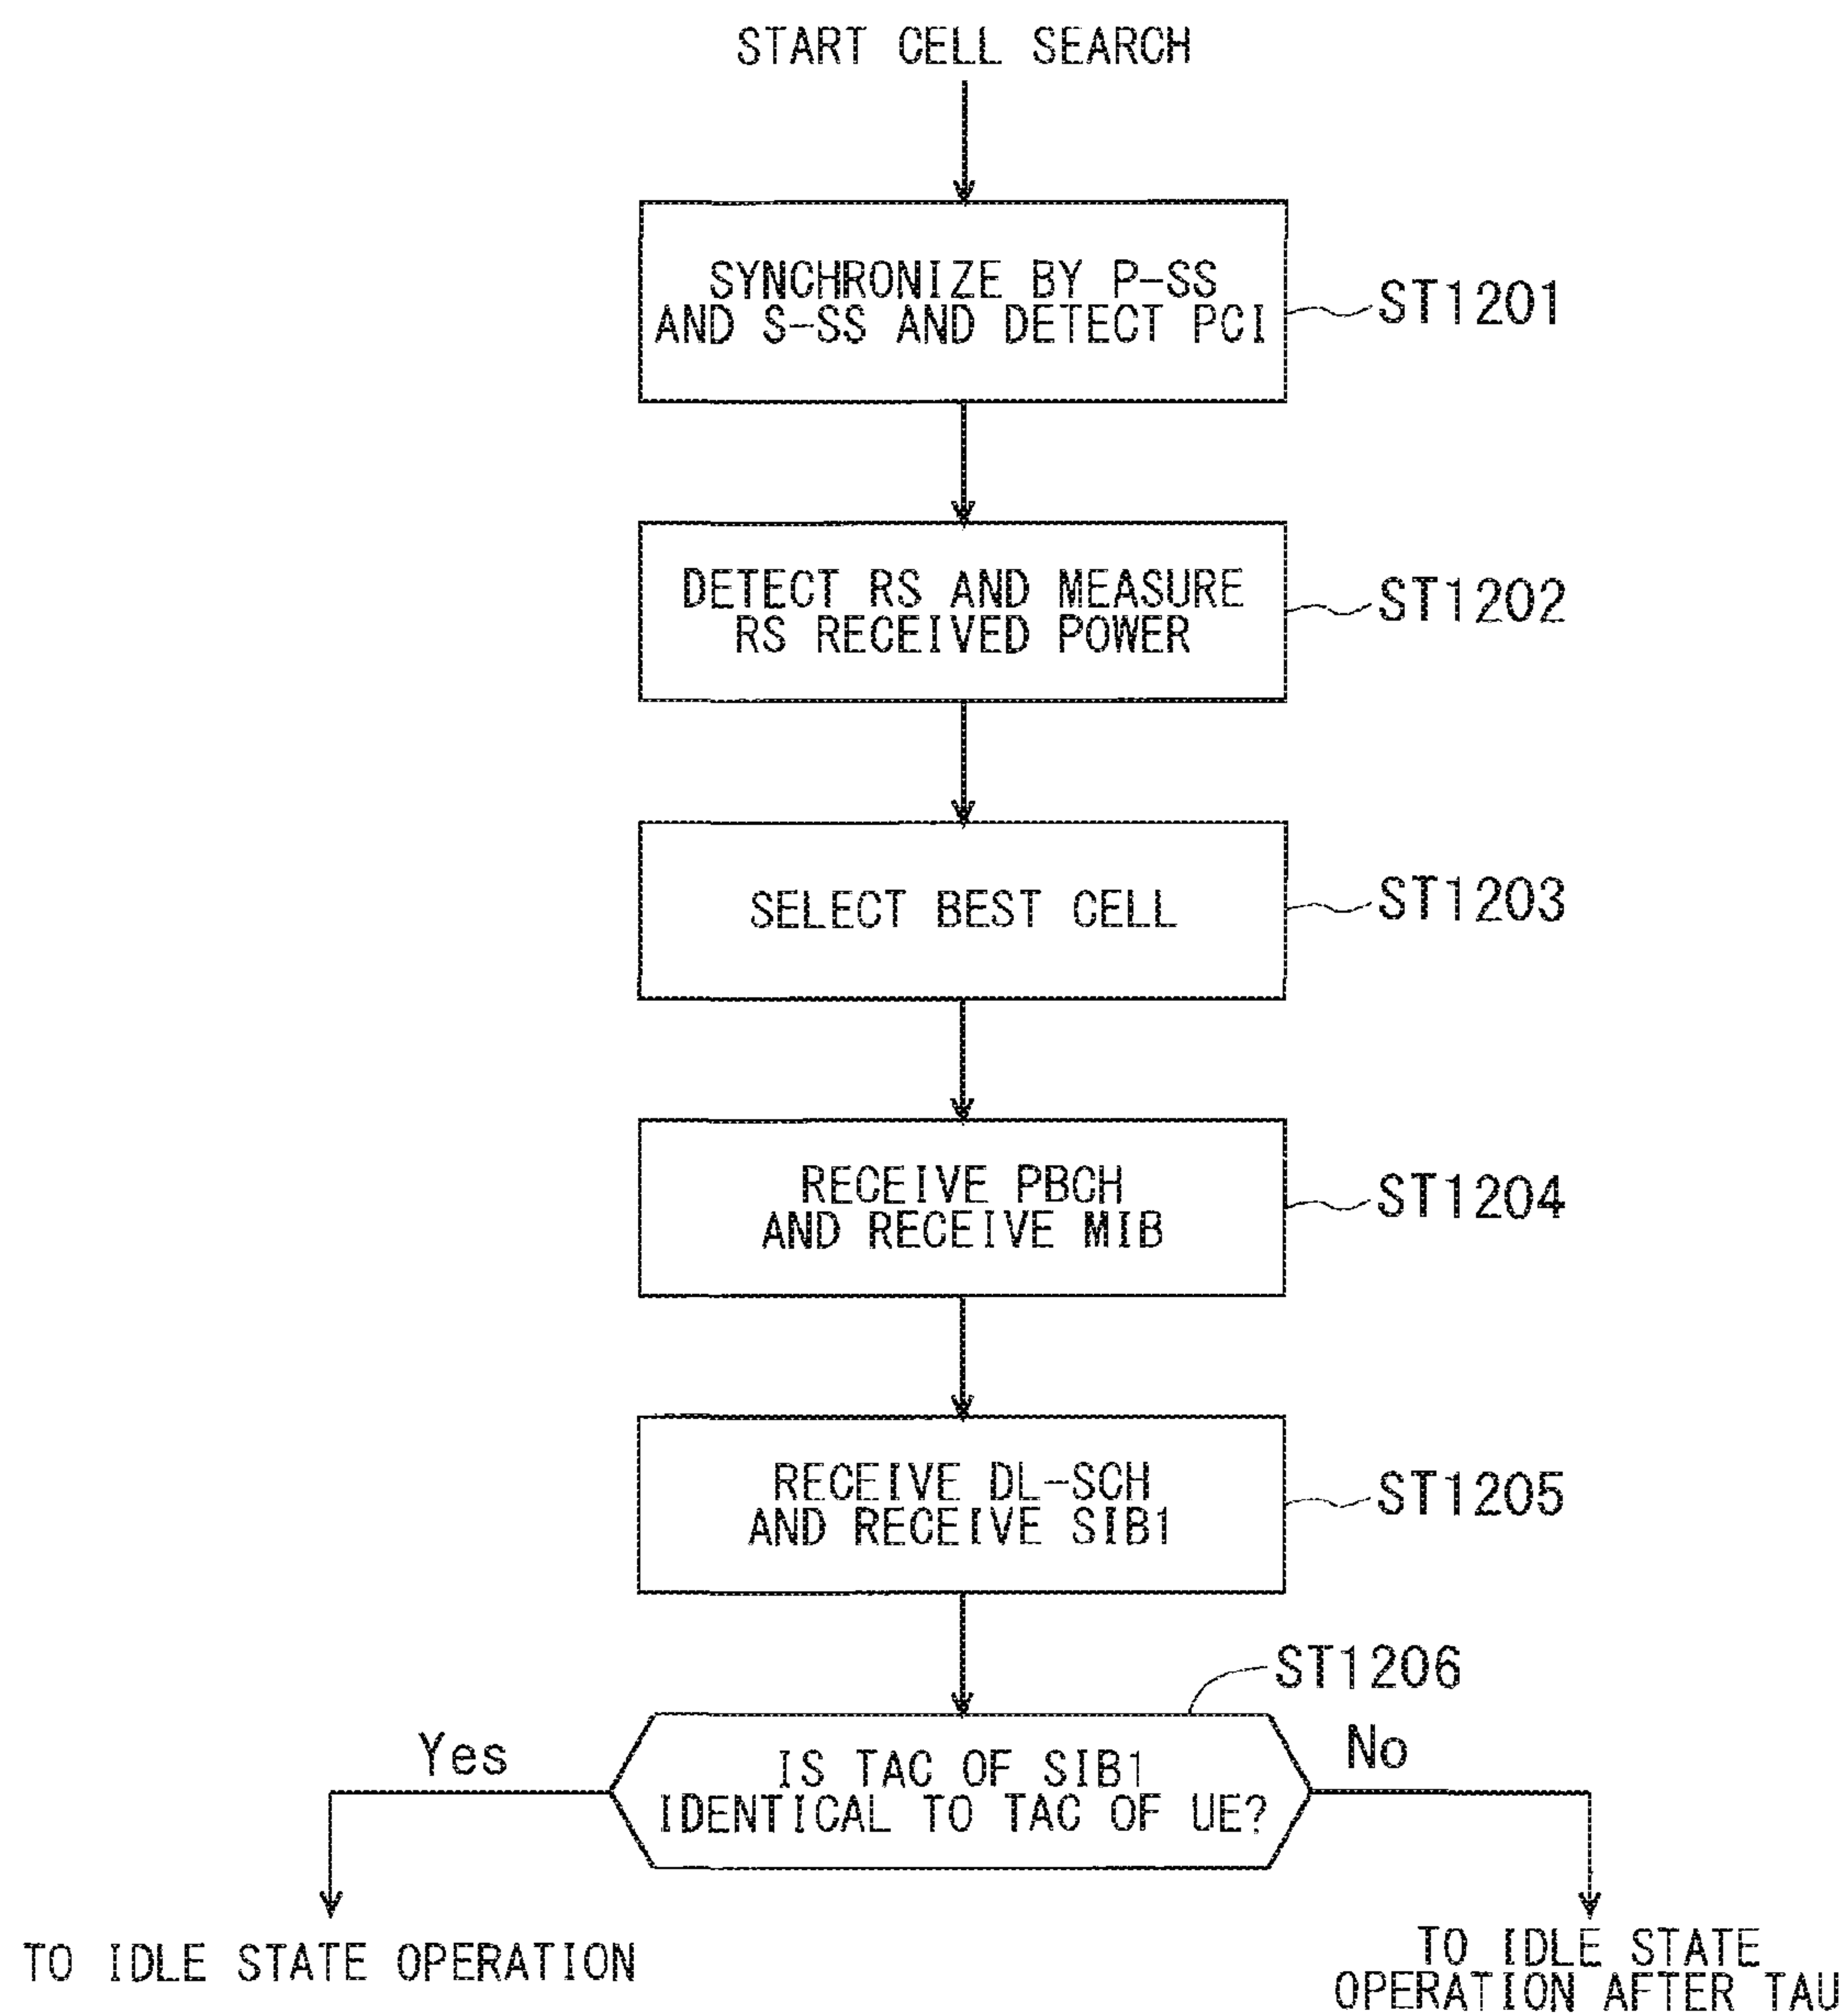 START CELL SEARCH
SYNCHRONIZE BY P-SS
AND S-SS AND DETECT PCI
ST1201
DETECT RS AND MEASURE
RS RECEIVED POWER
ST1202
SELECT BEST CELL
ST1203
RECEIVE PBCH
AND RECEIVE MIB
ST1204
RECEIVE DL-SCH
AND RECEIVE SIB1
ST1205
ST1206
Yes
IS TAC OF SIB1
IDENTICAL TO TAC OF UE?
No
TO IDLE STATE OPERATION
TO IDLE STATE
OPERATION AFTER TAU